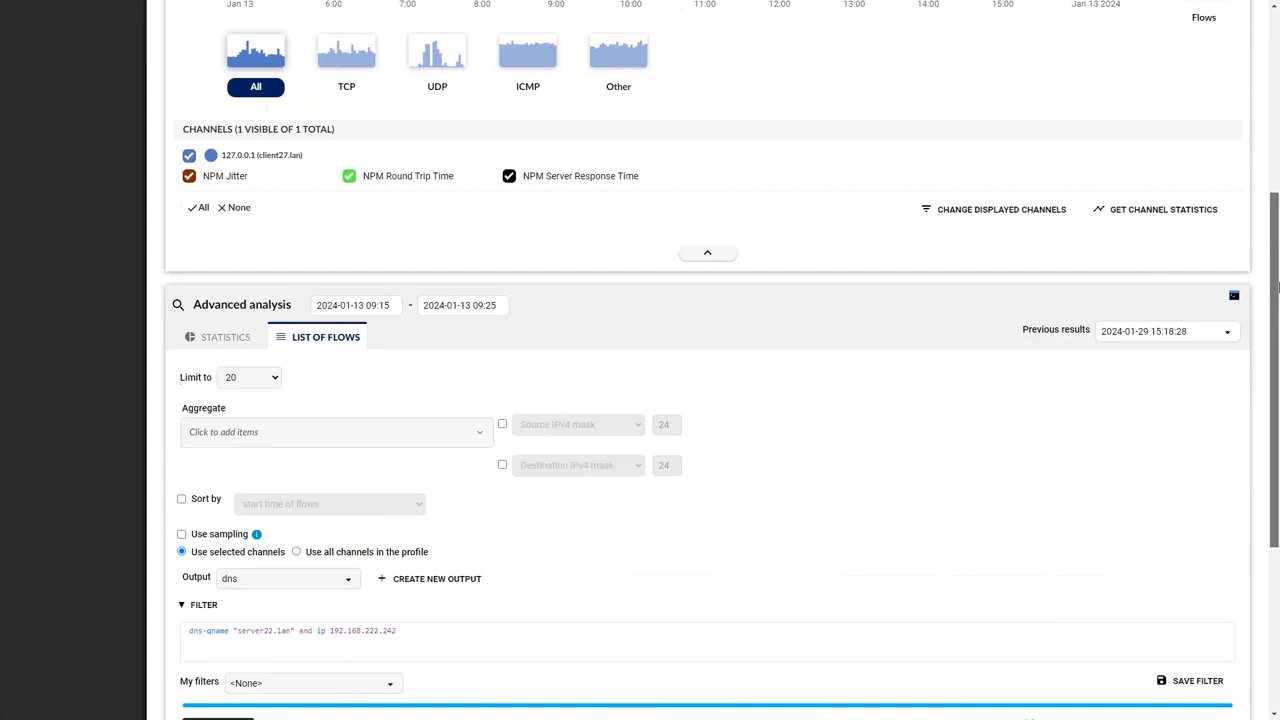 Jan 13 6:00 7:00 8:00 9:00 10:00 11:00 12:00 13:00 14:00 15:00 Jan 13 2024
Flows
All TCP UDP ICMP Other
CHANNELS (1 VISIBLE OF 1 TOTAL)
127.0.0.1 (client27.lan)
NPM Jitter NPM Round Trip Time NPM Server Response Time
All None CHANGE DISPLAYED CHANNELS GET CHANNEL STATISTICS
Advanced analysis 2024-01-13 09:15 - 2024-01-13 09:25
STATISTICS LIST OF FLOWS Previous results 2024-01-29 15:18:28
Limit to 20
Aggregate
Click to add items Source IPv4 mask 24
Destination IPv4 mask 24
Sort by start time of flows
Use sampling
Use selected channels Use all channels in the profile
Output dns + CREATE NEW OUTPUT
FILTER
dns-qname "server22.lan" and ip 192.168.222.242
My filters <None> SAVE FILTER